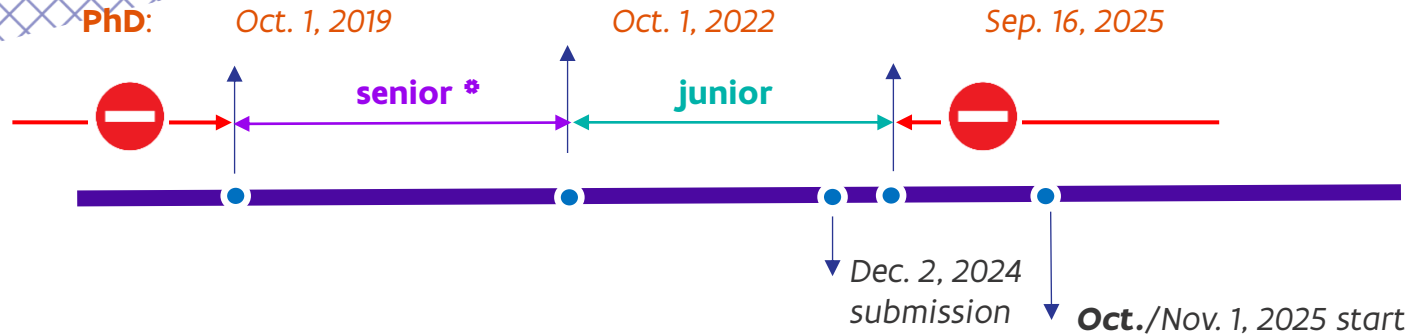 PhD: Oct. 1, 2019 Oct. 1, 2022 Sep. 16, 2025
senior * junior
Dec. 2, 2024
submission
Oct./Nov. 1, 2025 start